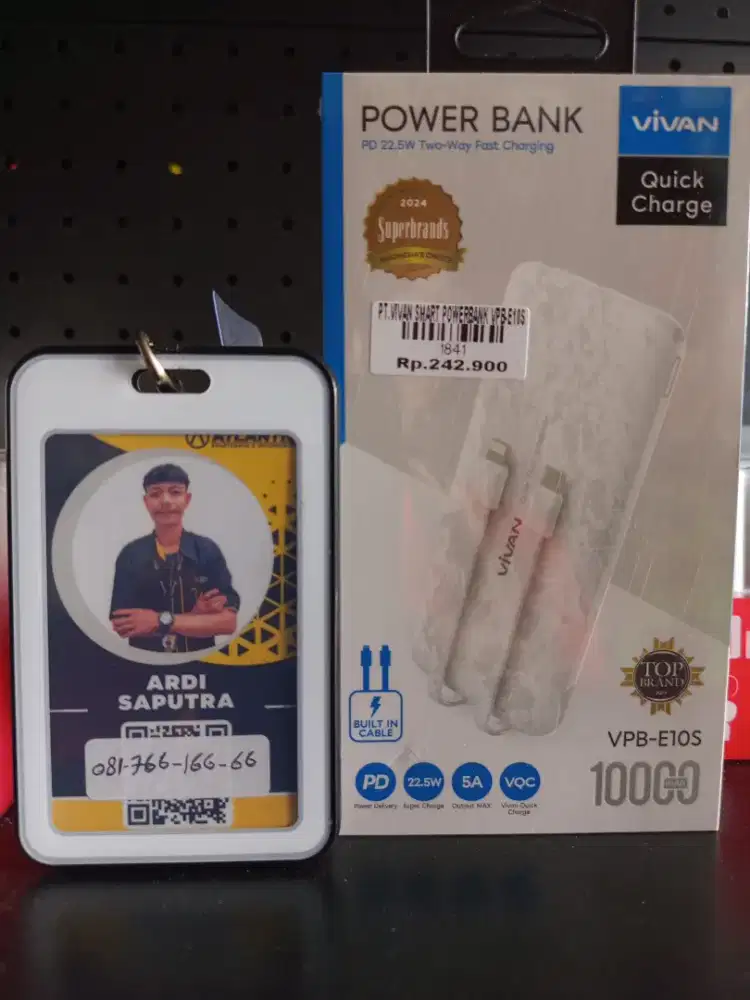 POWER BANK
PD 22.5W Two-Way Fast Charging
ViVAN
Quick
Charge
2024
Superbrands
PT.VIVAN SMART POWERBANK VPB-E10S
1841
Rp.242.900
ViVAN
BUILT IN
CABLE
TOP
BRAND
VPB-E10S
10000
mAh
PD
22.5W
5A
VQC
Power Delivery
Super Charge
Output MAX
Vivan Quick
Charge
ARDI
SAPUTRA
081-766-166-66